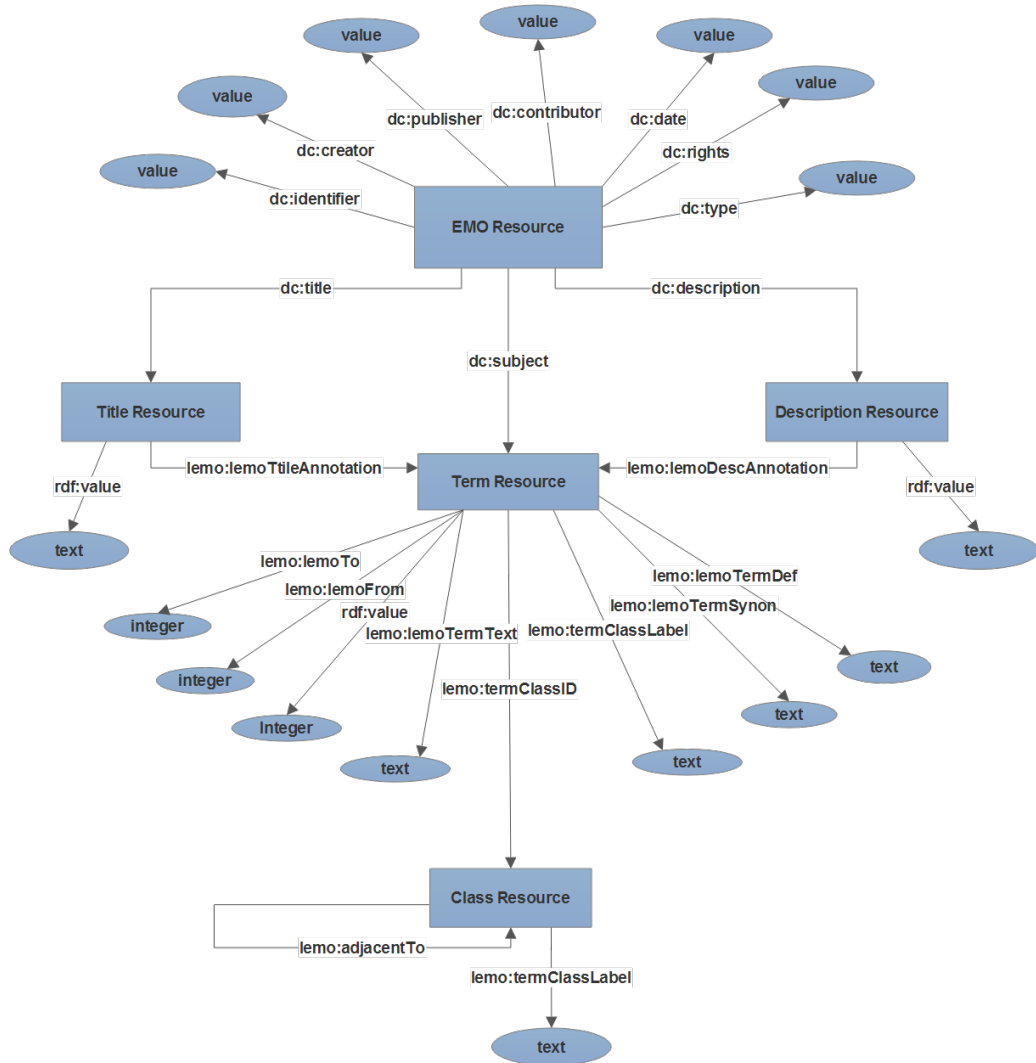 value
value
value
value
value
dc:publisher
dc:contributor
dc:date
dc:creator
dc:rights
value
value
dc:identifier
dc:type
EMO Resource
dc:title
dc:description
dc:subject
Title Resource
Description Resource
lemo:lemoTtileAnnotation
lemo:lemoDescAnnotation
rdf:value
Term Resource
rdf:value
text
text
lemo:lemoTo
lemo:lemoTermDef
lemo:lemoFrom
lemo:lemoTermSynon
rdf:value
integer
lemo:lemoTermText
lemo:termClassLabel
text
integer
lemo:termClassID
text
Integer
text
text
Class Resource
lemo:adjacentTo
lemo:termClassLabel
text